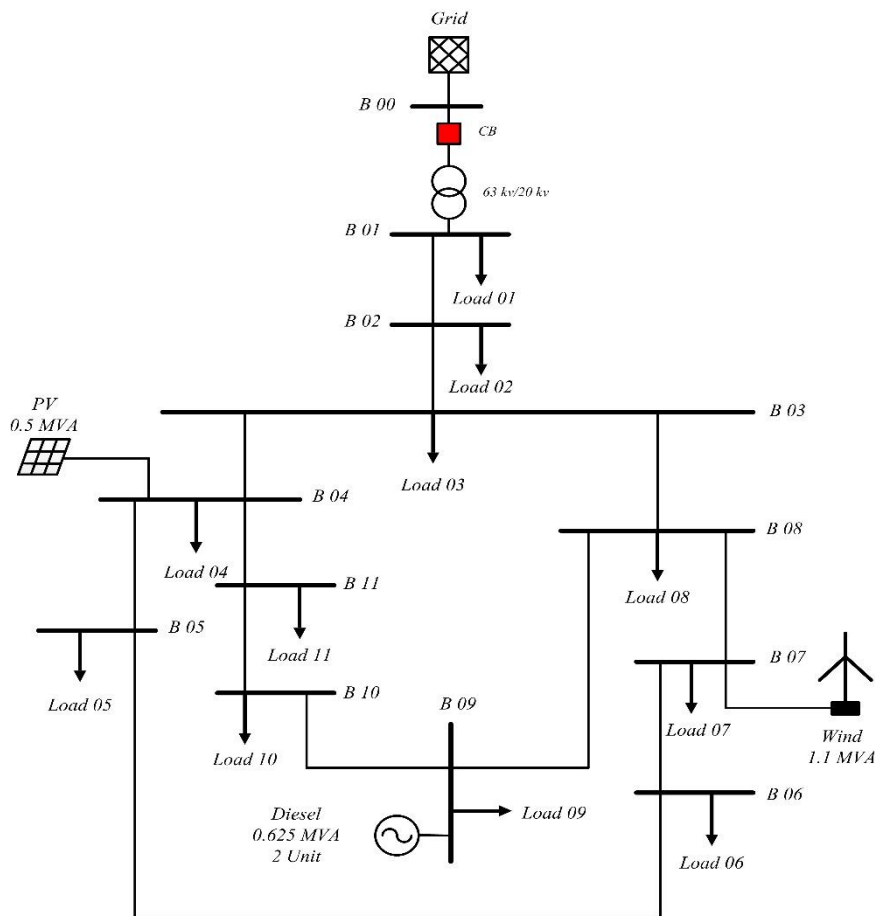 Grid
B 00
CB
63 kv/20 kv
B 01
Load 01
B 02
Load 02
PV
0.5 MVA
B 03
Load 03
B 04
B 08
Load 04
Load 08
B 11
B 05
Load 11
B 07
Load 05
B 10
B 09
Load 07
Wind
1.1 MVA
Load 10
B 06
Diesel
0.625 MVA
2 Unit
Load 09
Load 06